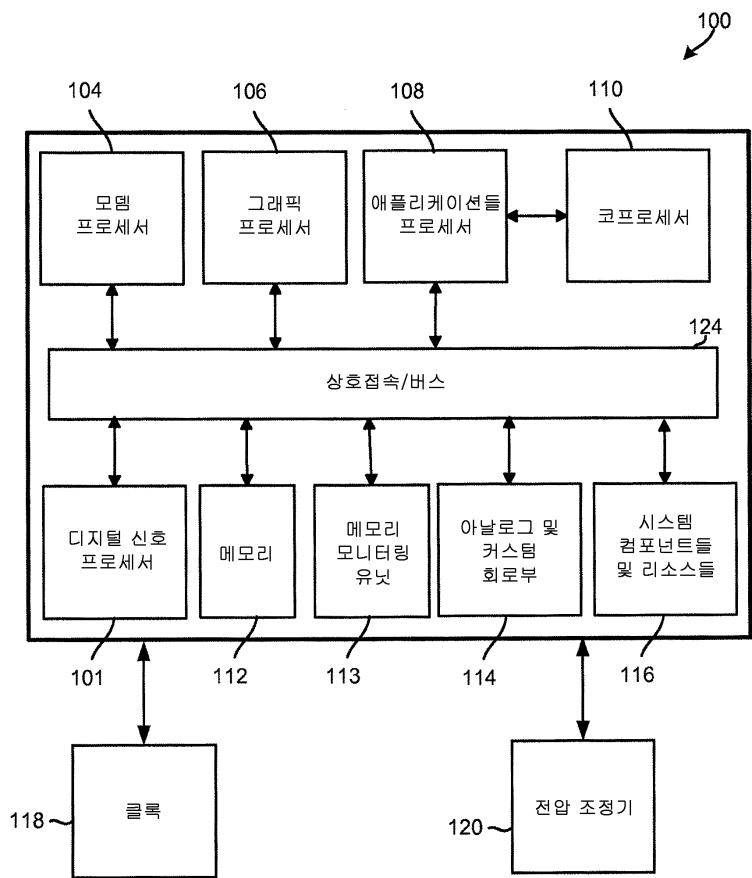 100
104
106
108
110
모뎀
프로세서
그래픽
프로세서
애플리케이션들
프로세서
코프로세서
124
상호접속/버스
디지털 신호
프로세서
메모리
메모리
모니터링
유닛
아날로그 및
커스텀
회로부
시스템
컴포넌트들
및 리소스들
101
112
113
114
116
118
클록
120
전압 조정기